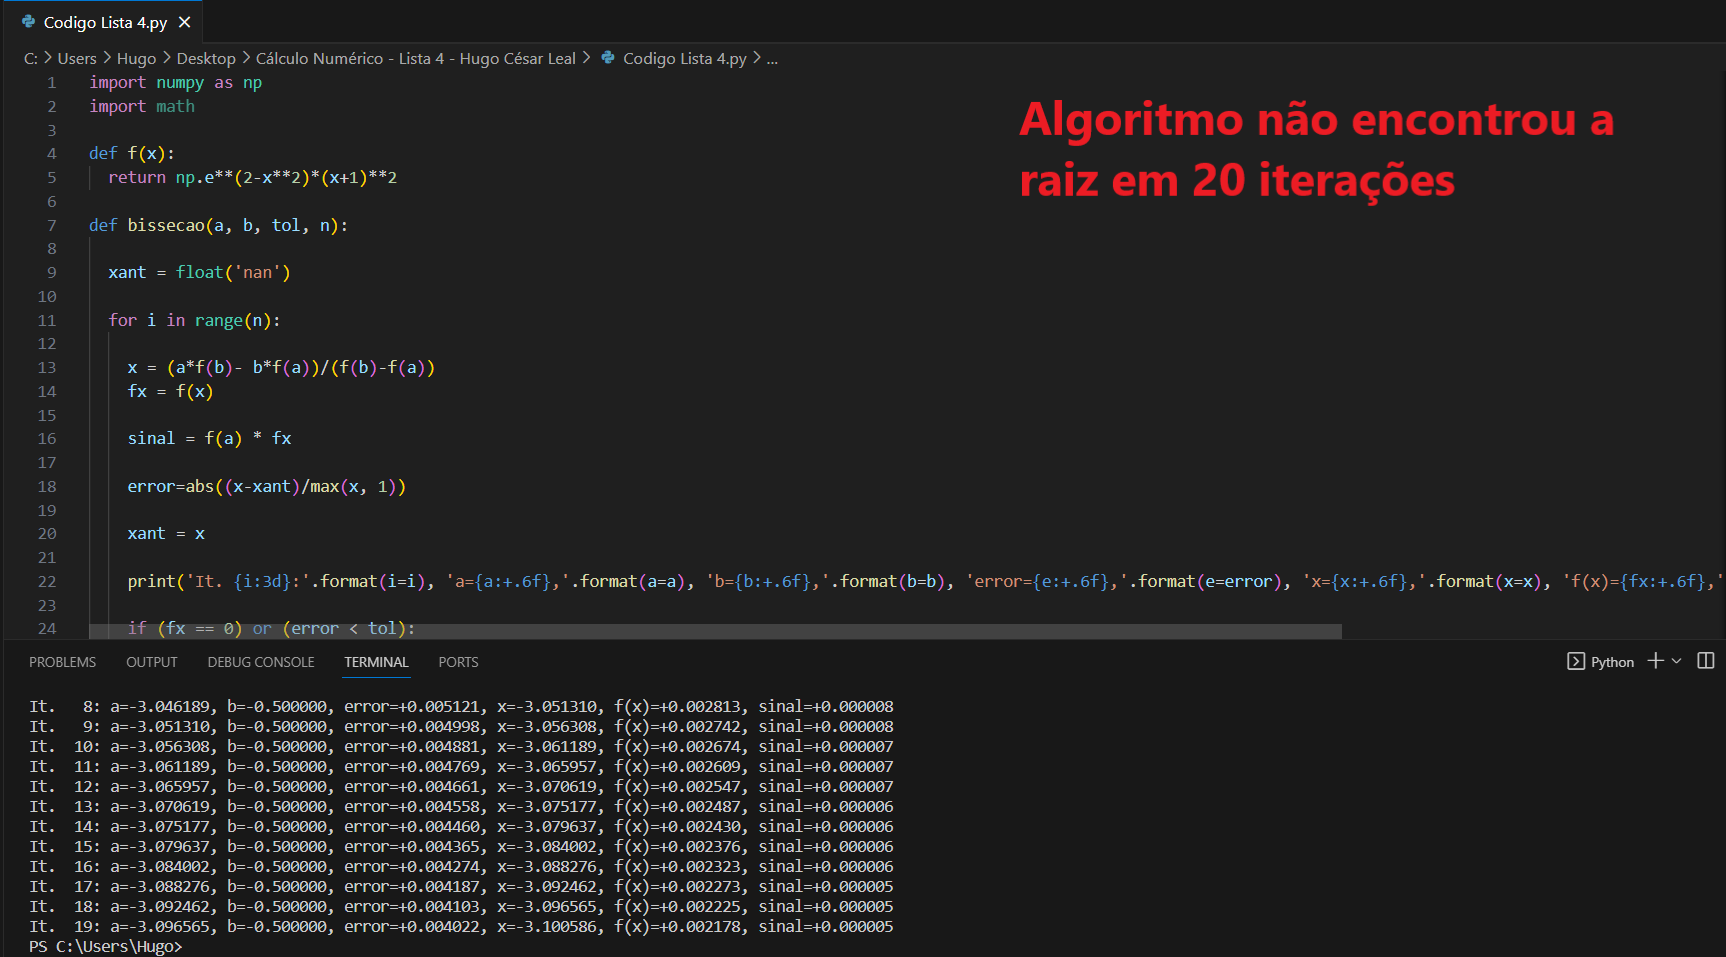 Codigo Lista 4.py
C: > Users > Hugo > Desktop > Cálculo Numérico - Lista 4 - Hugo César Leal > Codigo Lista 4.py > ...
Algoritmo não encontrou a
raiz em 20 iterações
1 import numpy as np
2 import math
3
4 def f(x):
5   return np.e**(2-x**2)*(x+1)**2
6
7 def bissecao(a, b, tol, n):
8
9   xant = float('nan')
10
11   for i in range(n):
12
13     x = (a*f(b)- b*f(a))/(f(b)-f(a))
14     fx = f(x)
15
16     sinal = f(a) * fx
17
18     error=abs((x-xant)/max(x, 1))
19
20     xant = x
21
22     print('It. {i:3d}:'.format(i=i), 'a={a:+.6f},'.format(a=a), 'b={b:+.6f},'.format(b=b), 'error={e:+.6f},'.format(e=error), 'x={x:+.6f},'.format(x=x), 'f(x)={fx:+.6f},'
23
24     if (fx == 0) or (error < tol):
PROBLEMS OUTPUT DEBUG CONSOLE TERMINAL PORTS Python
It.   8: a=-3.046189, b=-0.500000, error=+0.005121, x=-3.051310, f(x)=+0.002813, sinal=+0.000008
It.   9: a=-3.051310, b=-0.500000, error=+0.004998, x=-3.056308, f(x)=+0.002742, sinal=+0.000008
It.  10: a=-3.056308, b=-0.500000, error=+0.004881, x=-3.061189, f(x)=+0.002674, sinal=+0.000007
It.  11: a=-3.061189, b=-0.500000, error=+0.004769, x=-3.065957, f(x)=+0.002609, sinal=+0.000007
It.  12: a=-3.065957, b=-0.500000, error=+0.004661, x=-3.070619, f(x)=+0.002547, sinal=+0.000007
It.  13: a=-3.070619, b=-0.500000, error=+0.004558, x=-3.075177, f(x)=+0.002487, sinal=+0.000006
It.  14: a=-3.075177, b=-0.500000, error=+0.004460, x=-3.079637, f(x)=+0.002430, sinal=+0.000006
It.  15: a=-3.079637, b=-0.500000, error=+0.004365, x=-3.084002, f(x)=+0.002376, sinal=+0.000006
It.  16: a=-3.084002, b=-0.500000, error=+0.004274, x=-3.088276, f(x)=+0.002323, sinal=+0.000006
It.  17: a=-3.088276, b=-0.500000, error=+0.004187, x=-3.092462, f(x)=+0.002273, sinal=+0.000005
It.  18: a=-3.092462, b=-0.500000, error=+0.004103, x=-3.096565, f(x)=+0.002225, sinal=+0.000005
It.  19: a=-3.096565, b=-0.500000, error=+0.004022, x=-3.100586, f(x)=+0.002178, sinal=+0.000005
PS C:\Users\Hugo>